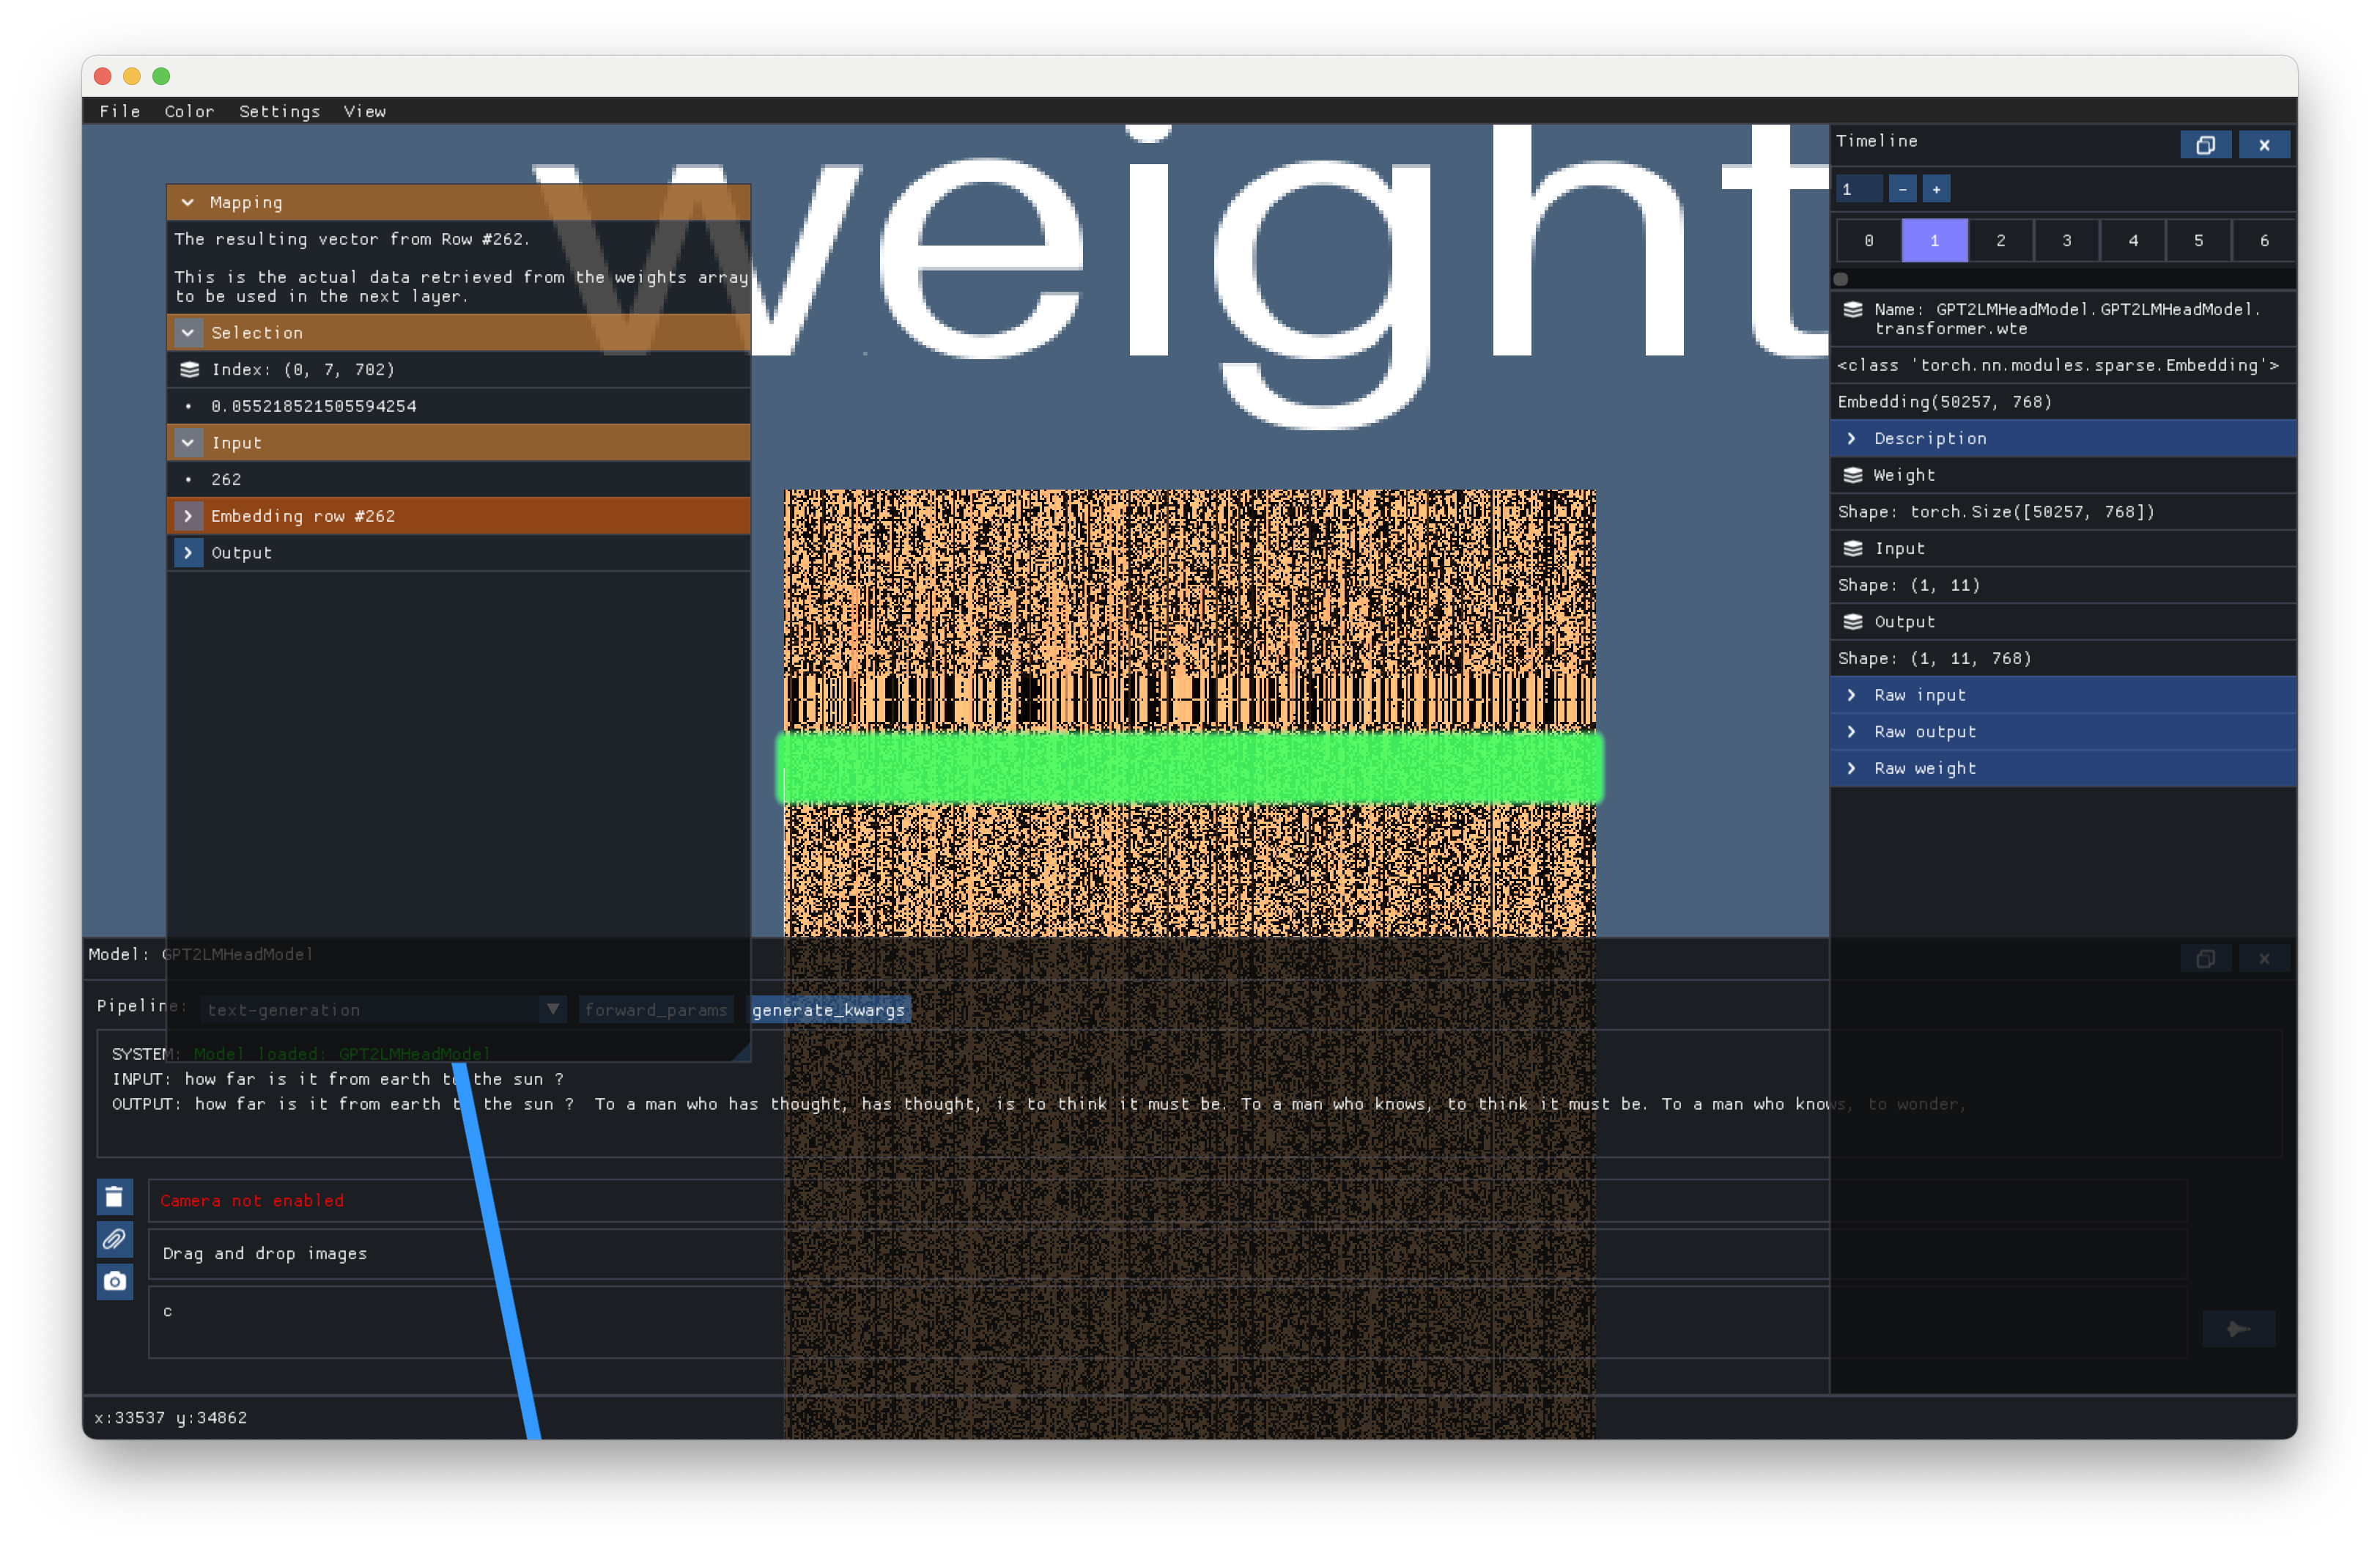 File Color Settings View
weight
Mapping
The resulting vector from Row #262.
This is the actual data retrieved from the weights array
to be used in the next layer.
Selection
Index: (0, 7, 702)
• 0.055218521505594254
Input
• 262
Embedding row #262
Output
Timeline
1 - +
0 1 2 3 4 5 6
Name: GPT2LMHeadModel.GPT2LMHeadModel.
transformer.wte
<class 'torch.nn.modules.sparse.Embedding'>
Embedding(50257, 768)
Description
Weight
Shape: torch.Size([50257, 768])
Input
Shape: (1, 11)
Output
Shape: (1, 11, 768)
Raw input
Raw output
Raw weight
Model: GPT2LMHeadModel
Pipeline: text-generation forward_params generate_kwargs
SYSTEM: Model loaded: GPT2LMHeadModel
INPUT: how far is it from earth to the sun ?
OUTPUT: how far is it from earth to the sun ?  To a man who has thought, has thought, is to think it must be. To a man who knows, to think it must be. To a man who knows, to wonder,
Camera not enabled
Drag and drop images
c
x:33537 y:34862